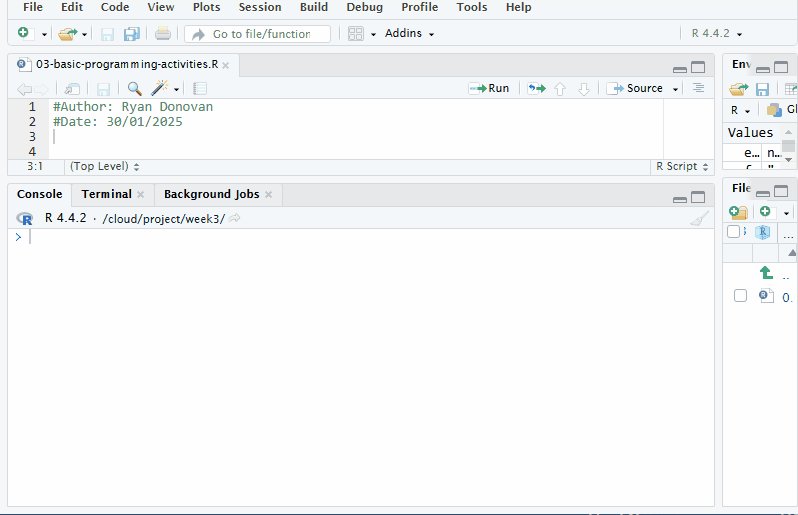 File Edit Code View Plots Session Build Debug Profile Tools Help
Go to file/function Addins R 4.4.2
03-basic-programming-activities.R
Run Source
1 #Author: Ryan Donovan
2 #Date: 30/01/2025
3
4
3:1 (Top Level) R Script
Console Terminal Background Jobs
R 4.4.2 · /cloud/project/week3/
>
Env
R Gl
Values
e… n…
File
R …
..
0.